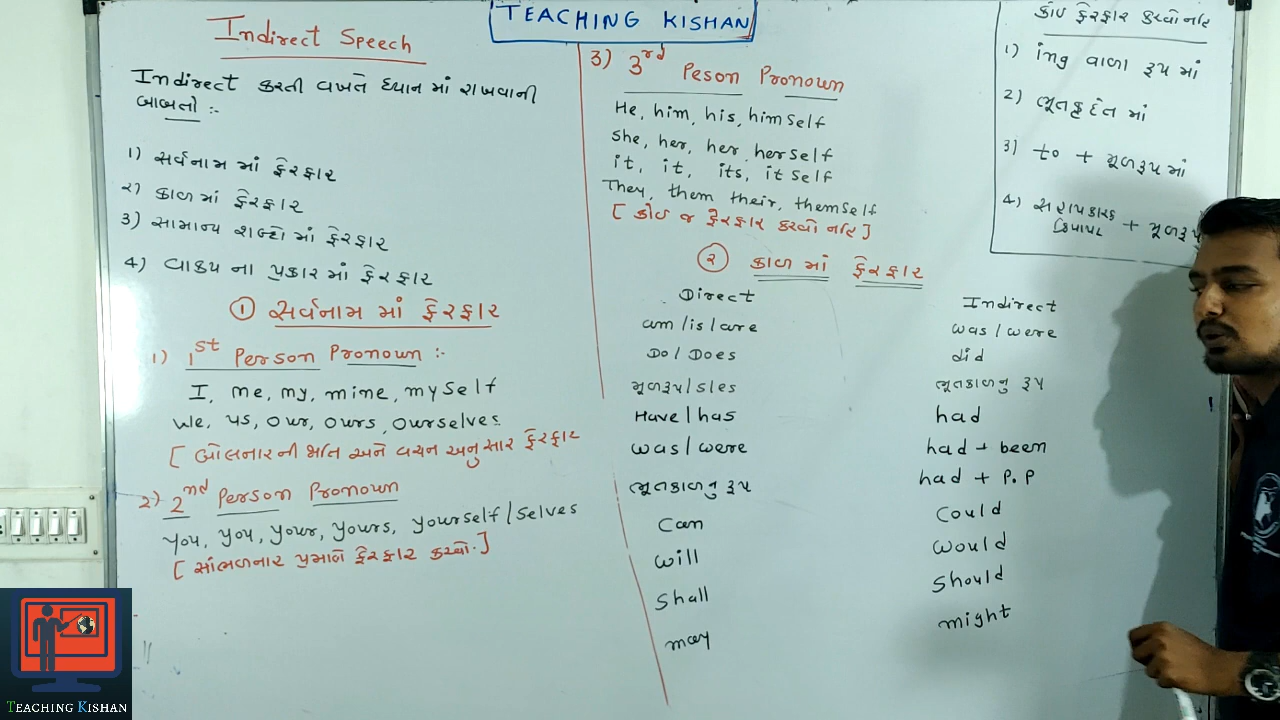 TEACHING KISHAN
Indirect Speech
Indirect કરતી વખતે ધ્યાન માં રાખવાની
બાબતો :-
1) સર્વનામ માં ફેરફાર
2) કાળ માં ફેરફાર
3) સામાન્ય શબ્દો માં ફેરફાર
4) વાક્ય ના પ્રકાર માં ફેરફાર
① સર્વનામ માં ફેરફાર
1) 1st Person Pronoun :-
I, me, my, mine, myself
We, us, our, ours, ourselves
[ બોલનારની જાતિ અને વચન અનુસાર ફેરફાર
2) 2nd Person Pronoun
You, you, your, yours, yourself/selves
[ સાંભળનાર પ્રમાણે ફેરફાર કરવો.]
3) 3rd Peson Pronoun
He, him, his, himself
She, her, her, herself
it, it, its, itself
They, them their, themself
[ કોઈ જ ફેરફાર કરવો નહિ ]
② કાળ માં ફેરફાર
Direct Indirect
am/is/are was/were
Do/Does did
મૂળરૂપ/s/es ભૂતકાળનુ રૂપ
Have/has had
was/were had + been
ભૂતકાળનુ રૂપ had + P.P
Can Could
will would
Shall Should
may might
કોઈ ફેરફાર કરવો નહિ
1) ing વાળા રૂપ માં
2) ભૂતકૃદંત માં
3) to + મૂળરૂપ માં
4) સહાયકારક ક્રિયાપદ + મૂળરૂપ
TEACHING KISHAN